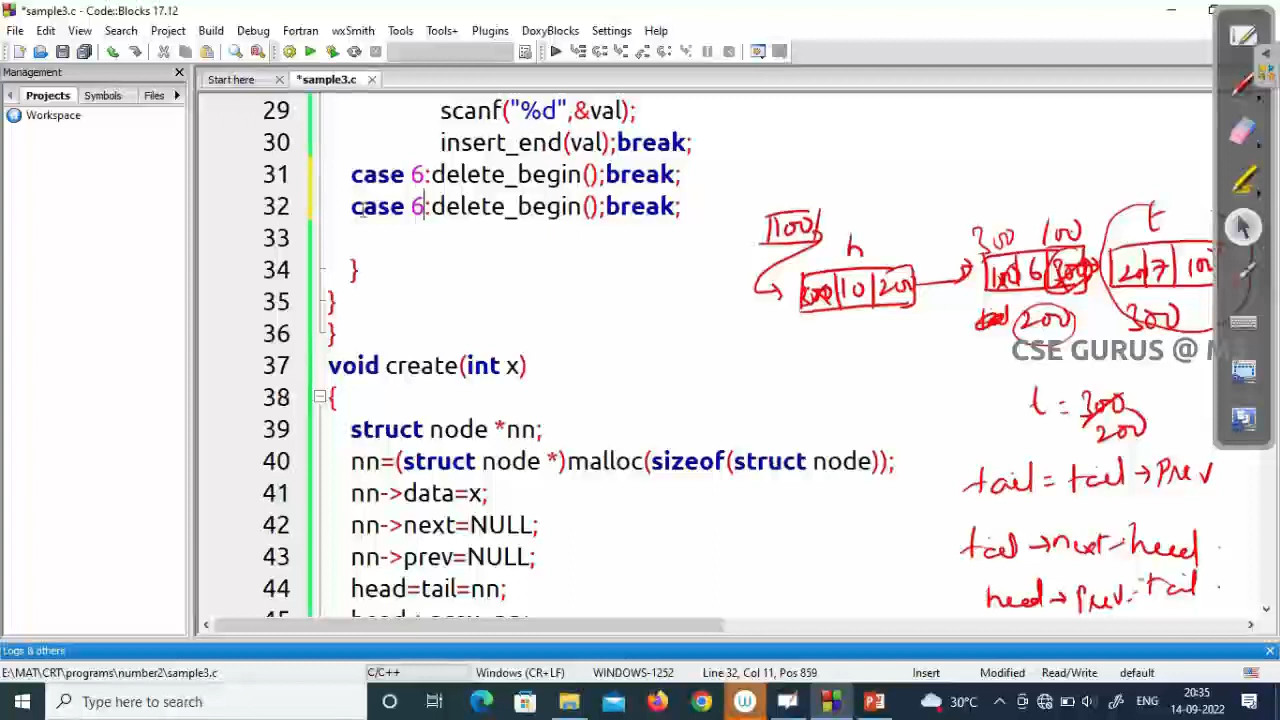 *sample3.c - Code::Blocks 17.12
File Edit View Search Project Build Debug Fortran wxSmith Tools Tools+ Plugins DoxyBlocks Settings Help
Management
Start here
*sample3.c
Projects Symbols Files
Workspace
29 scanf("%d",&val);
30 insert_end(val);break;
31 case 6:delete_begin();break;
32 case 6:delete_begin();break;
33
34 }
35 }
36 }
37 void create(int x)
38 {
39 struct node *nn;
40 nn=(struct node *)malloc(sizeof(struct node));
41 nn->data=x;
42 nn->next=NULL;
43 nn->prev=NULL;
44 head=tail=nn;
1100
h
300 100
t
10 200
6
20 7 10
200
300
CSE GURUS @ M
t = 300
200
tail = tail → Prev
tail → next = head
head → Prev = tail
Logs & others
E:\MAT\CRT\programs\number2\sample3.c C/C++ Windows (CR+LF) WINDOWS-1252 Line 32, Col 11, Pos 859 Insert Modified Read/Write default
Type here to search
30°C
ENG
20:35
14-09-2022